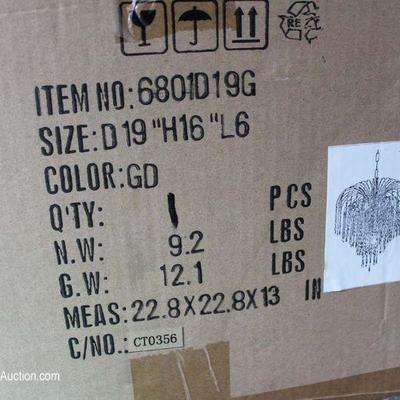 ITEM NO: 6801D19G
SIZE: D 19"H16"L6
COLOR: GD
Q'TY: 1 PCS
N.W: 9.2 LBS
G.W: 12.1 LBS
MEAS: 22.8X22.8X13 IN
C/NO.: CT0356
Auction.com